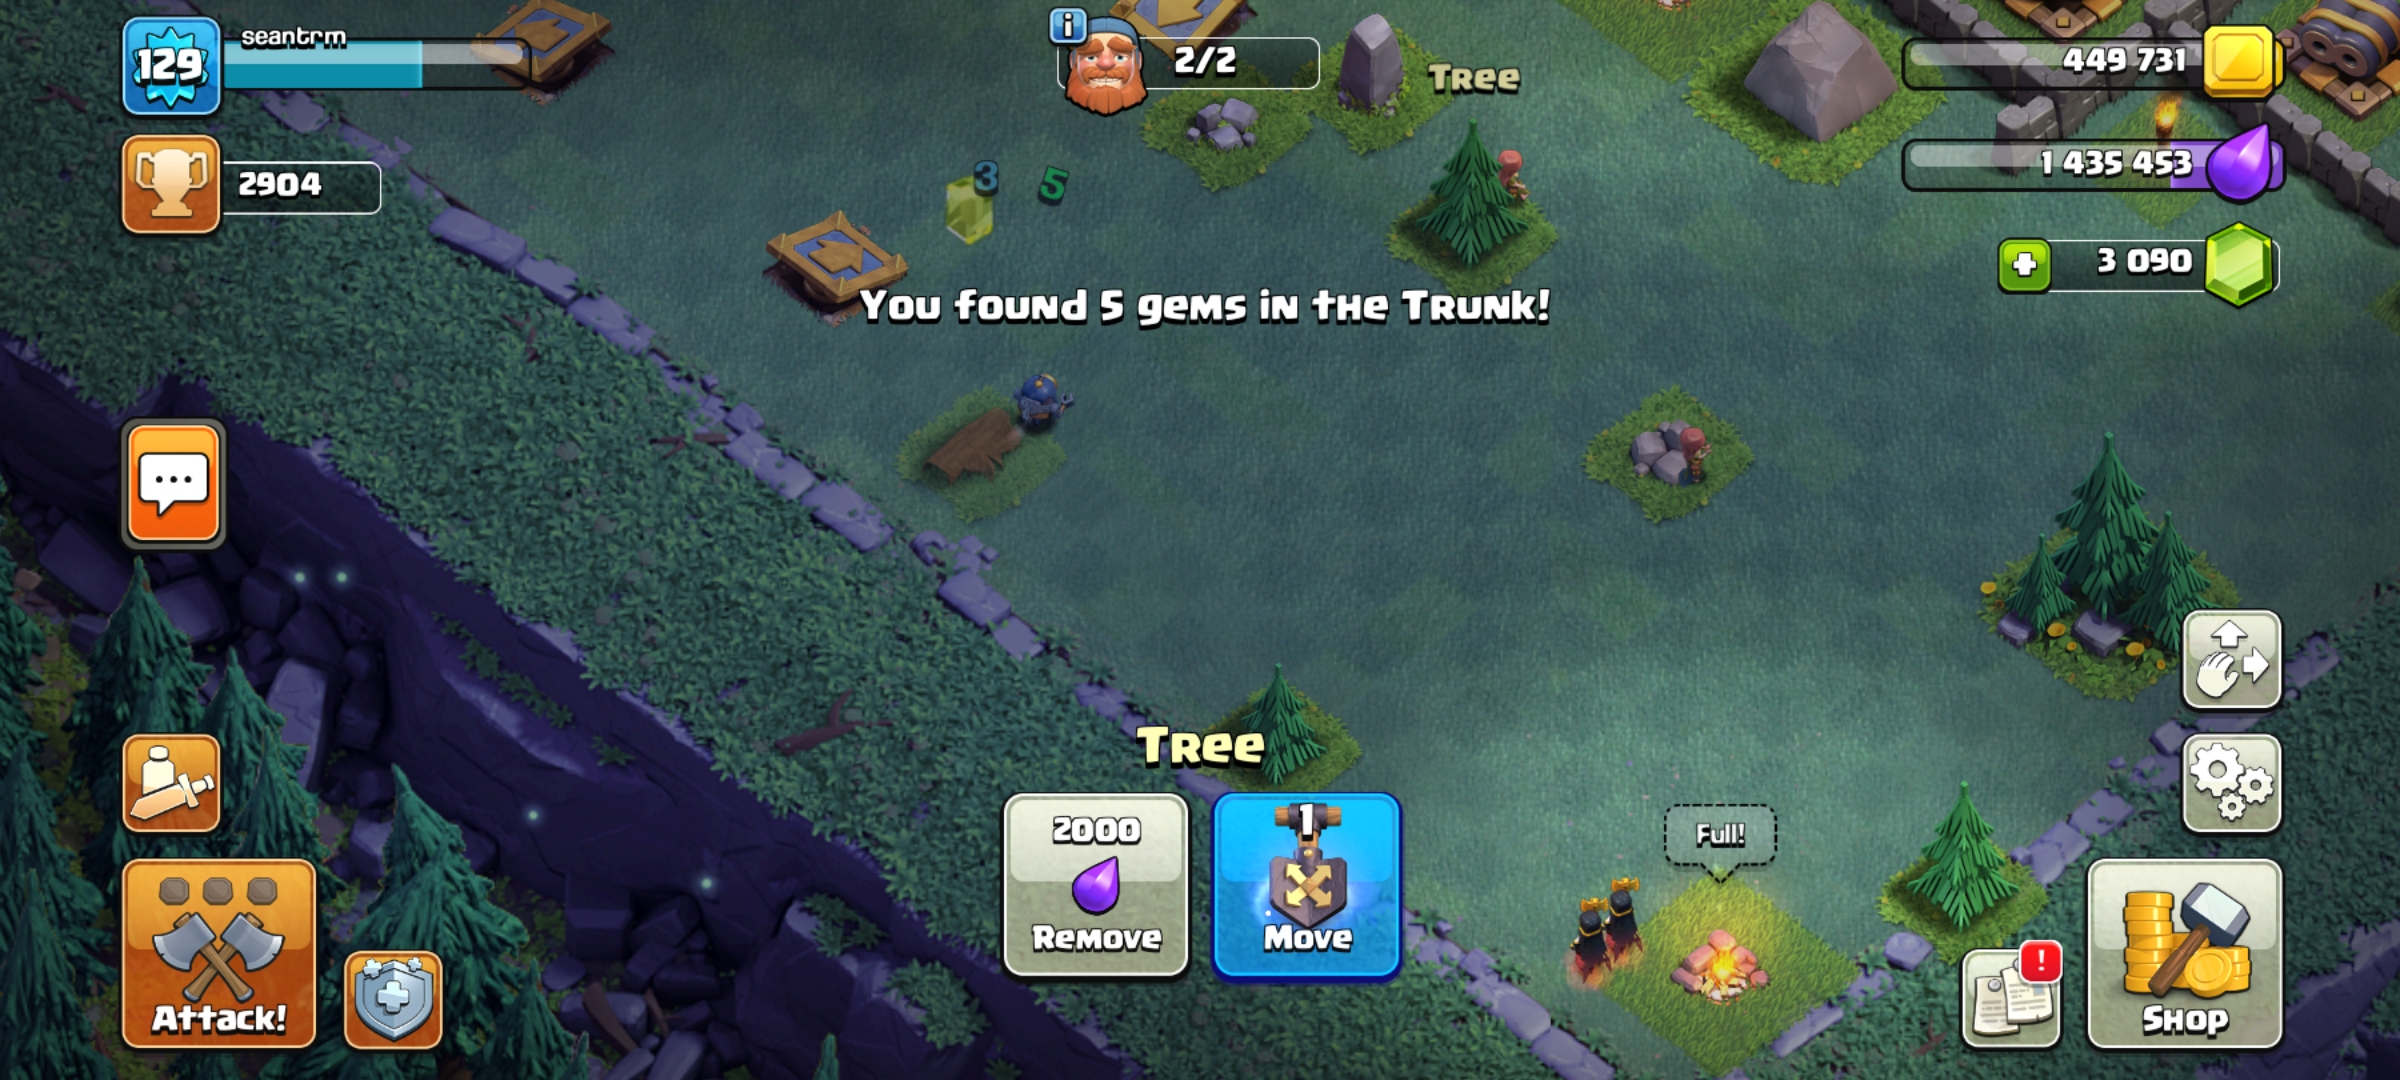 seantrm
129
2904
2/2
Tree
449 731
1 435 453
3 090
3
5
You found 5 gems in the Trunk!
Tree
2000
Remove
1
Move
Full!
Attack!
!
Shop